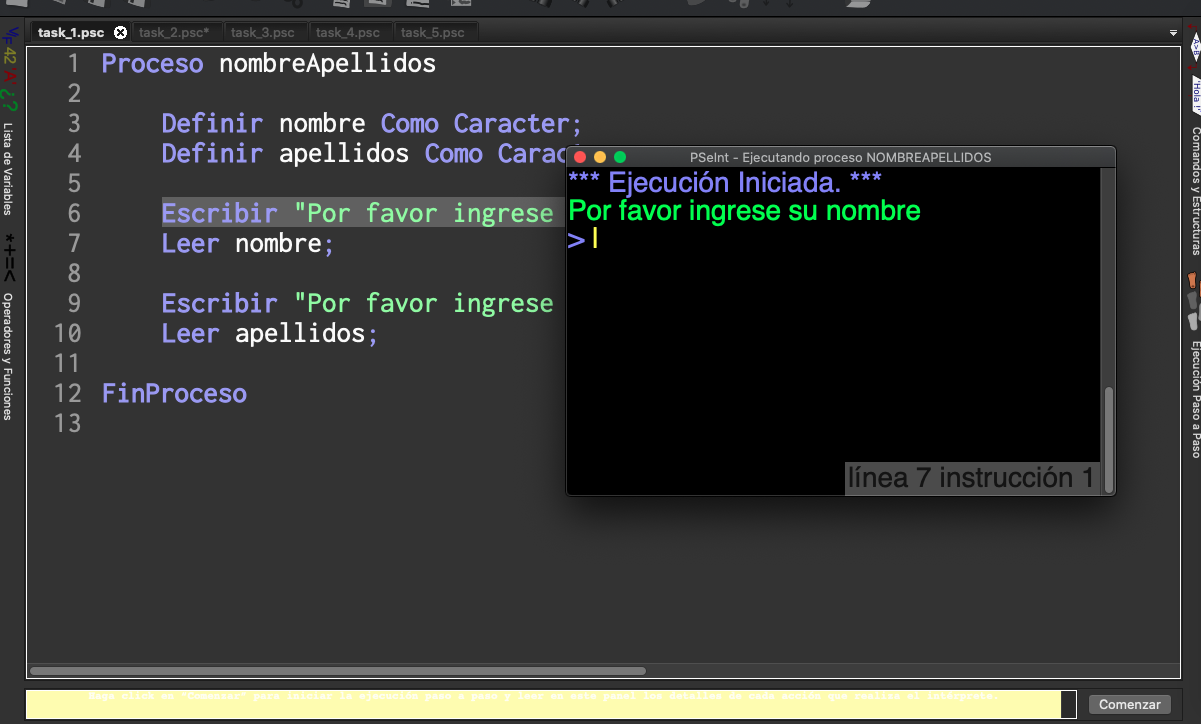 task_1.psc
task_2.psc*
task_3.psc
task_4.psc
task_5.psc
1 Proceso nombreApellidos
2
3 Definir nombre Como Caracter;
4 Definir apellidos Como Carac
5
6 Escribir "Por favor ingrese
7 Leer nombre;
8
9 Escribir "Por favor ingrese
10 Leer apellidos;
11
12 FinProceso
13
PSeInt - Ejecutando proceso NOMBREAPELLIDOS
*** Ejecución Iniciada. ***
Por favor ingrese su nombre
>
línea 7 instrucción 1
Lista de Variables
*+=<
Operadores y Funciones
Comandos y Estructuras
Ejecución Paso a Paso
Comenzar